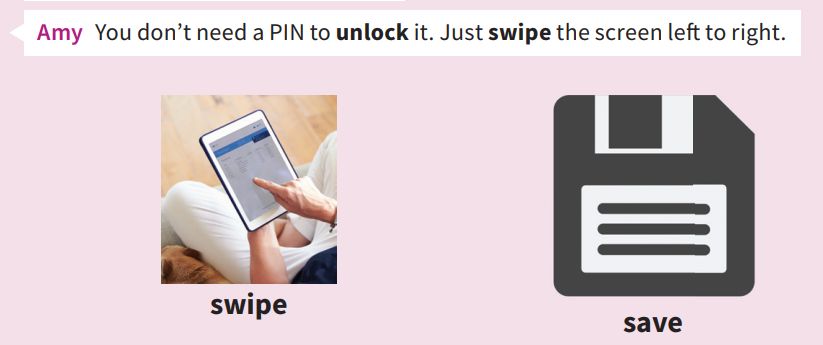 Amy You don’t need a PIN to unlock it. Just swipe the screen left to right.
swipe
save